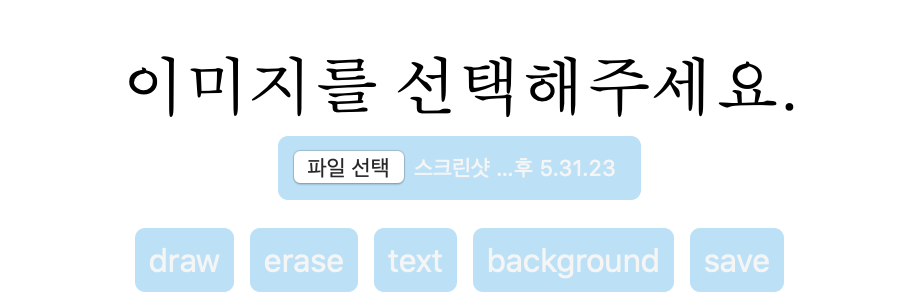 이미지를 선택해주세요.
파일 선택 스크린샷 ...후 5.31.23
draw erase text background save